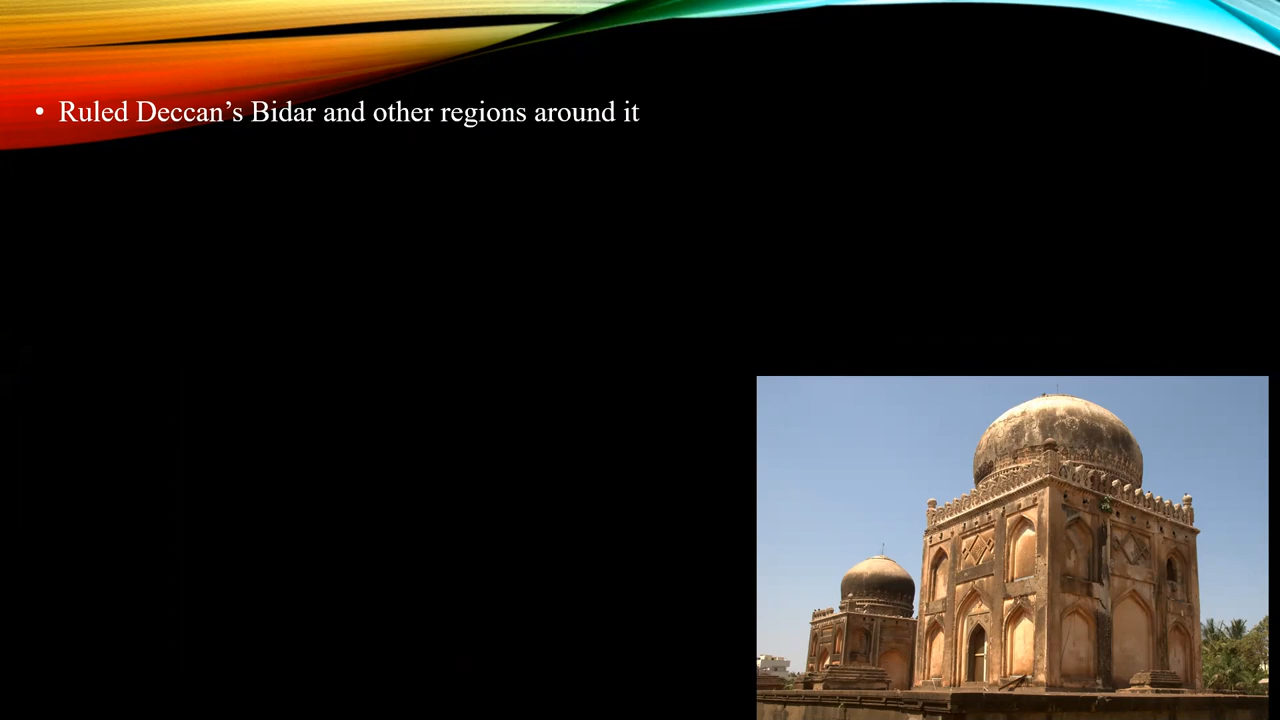 • Ruled Deccan’s Bidar and other regions around it